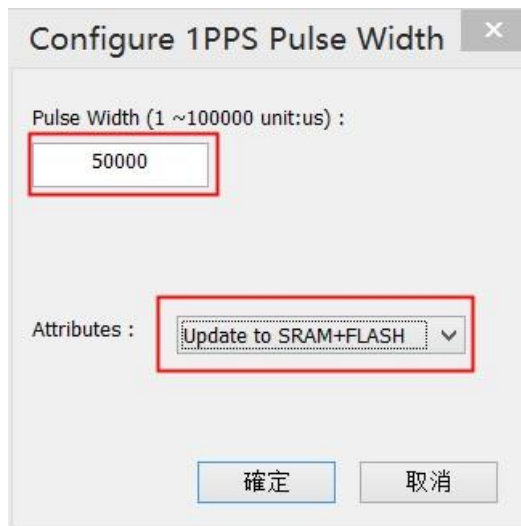 Configure 1PPS Pulse Width
Pulse Width (1 ~100000 unit:us) :
50000
Attributes : Update to SRAM+FLASH
確定 取消